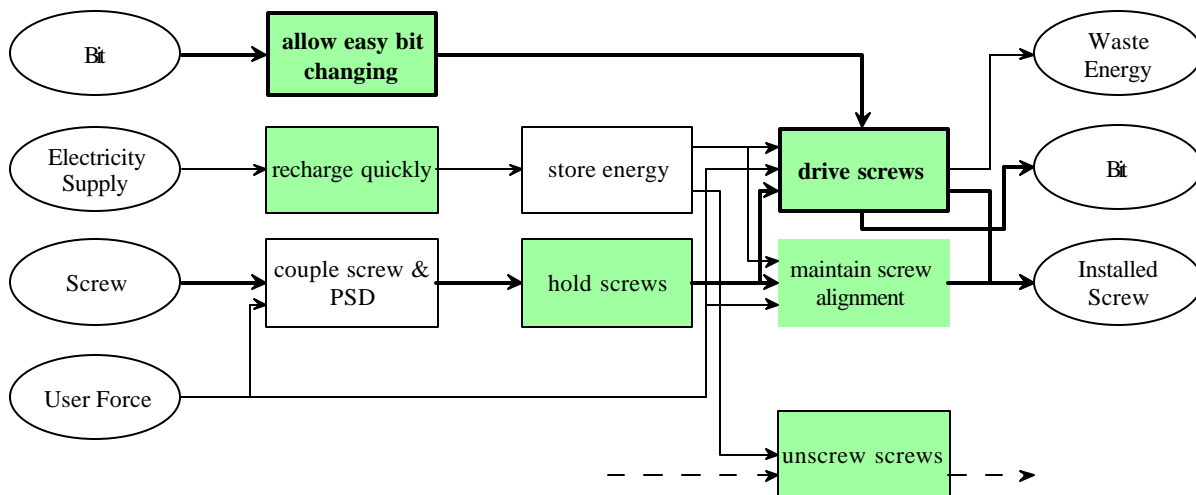 Bit
allow easy bit
changing
Waste
Energy
Electricity
Supply
recharge quickly
store energy
drive screws
Bit
Screw
couple screw &
PSD
hold screws
maintain screw
alignment
Installed
Screw
User Force
unscrew screws